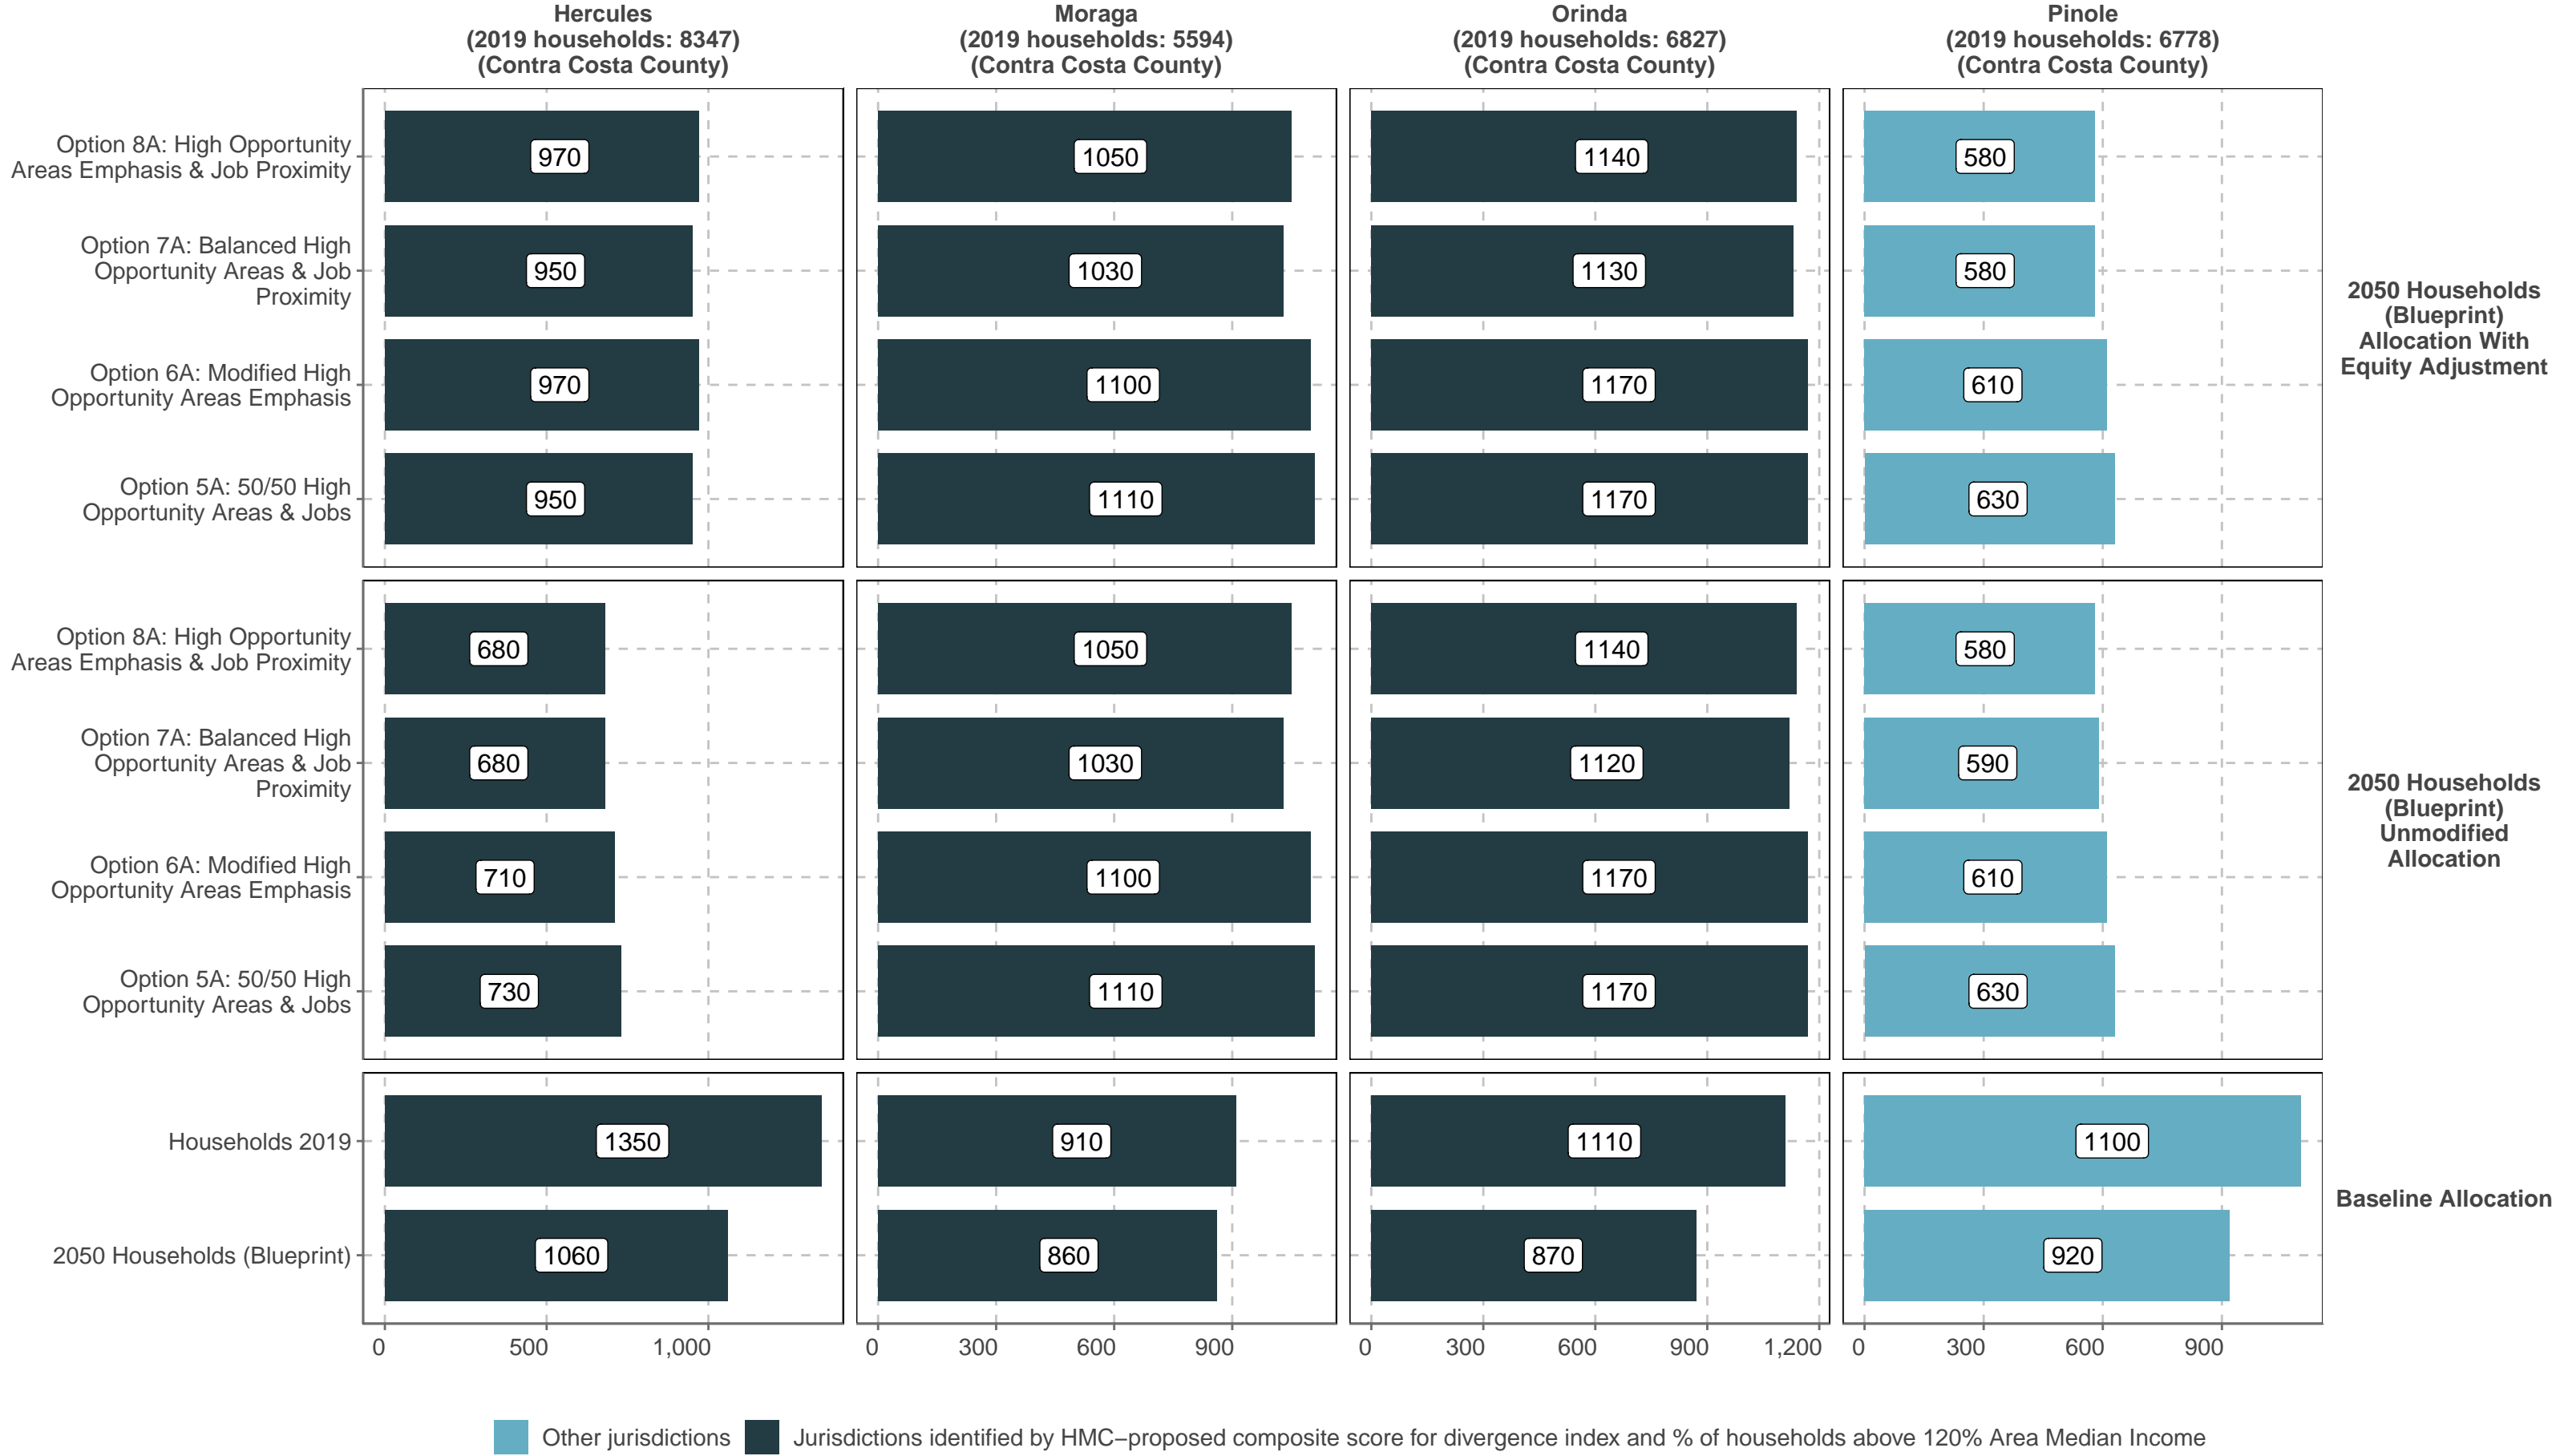 Hercules
(2019 households: 8347)
(Contra Costa County)
Moraga
(2019 households: 5594)
(Contra Costa County)
Orinda
(2019 households: 6827)
(Contra Costa County)
Pinole
(2019 households: 6778)
(Contra Costa County)
Option 8A: High Opportunity
Areas Emphasis & Job Proximity
970
1050
1140
580
Option 7A: Balanced High
Opportunity Areas & Job
Proximity
950
1030
1130
580
Option 6A: Modified High
Opportunity Areas Emphasis
970
1100
1170
610
Option 5A: 50/50 High
Opportunity Areas & Jobs
950
1110
1170
630
2050 Households
(Blueprint)
Allocation With
Equity Adjustment
Option 8A: High Opportunity
Areas Emphasis & Job Proximity
680
1050
1140
580
Option 7A: Balanced High
Opportunity Areas & Job
Proximity
680
1030
1120
590
Option 6A: Modified High
Opportunity Areas Emphasis
710
1100
1170
610
Option 5A: 50/50 High
Opportunity Areas & Jobs
730
1110
1170
630
2050 Households
(Blueprint)
Unmodified
Allocation
Households 2019
1350
910
1110
1100
2050 Households (Blueprint)
1060
860
870
920
Baseline Allocation
0 500 1,000
0 300 600 900
0 300 600 900 1,200
0 300 600 900
Other jurisdictions
Jurisdictions identified by HMC−proposed composite score for divergence index and % of households above 120% Area Median Income